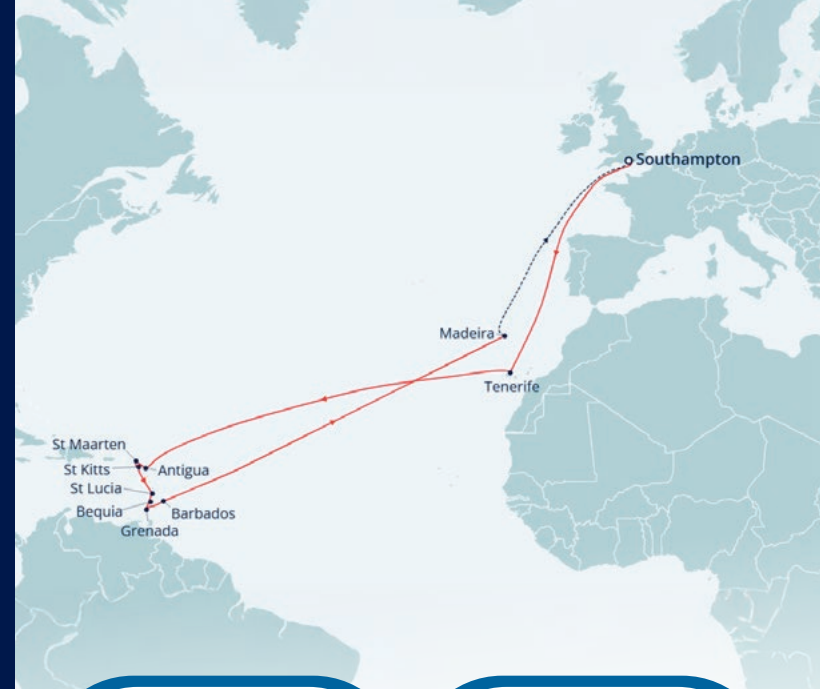 Southampton
Madeira
Tenerife
St Maarten
St Kitts
Antigua
St Lucia
Bequia
Barbados
Grenada